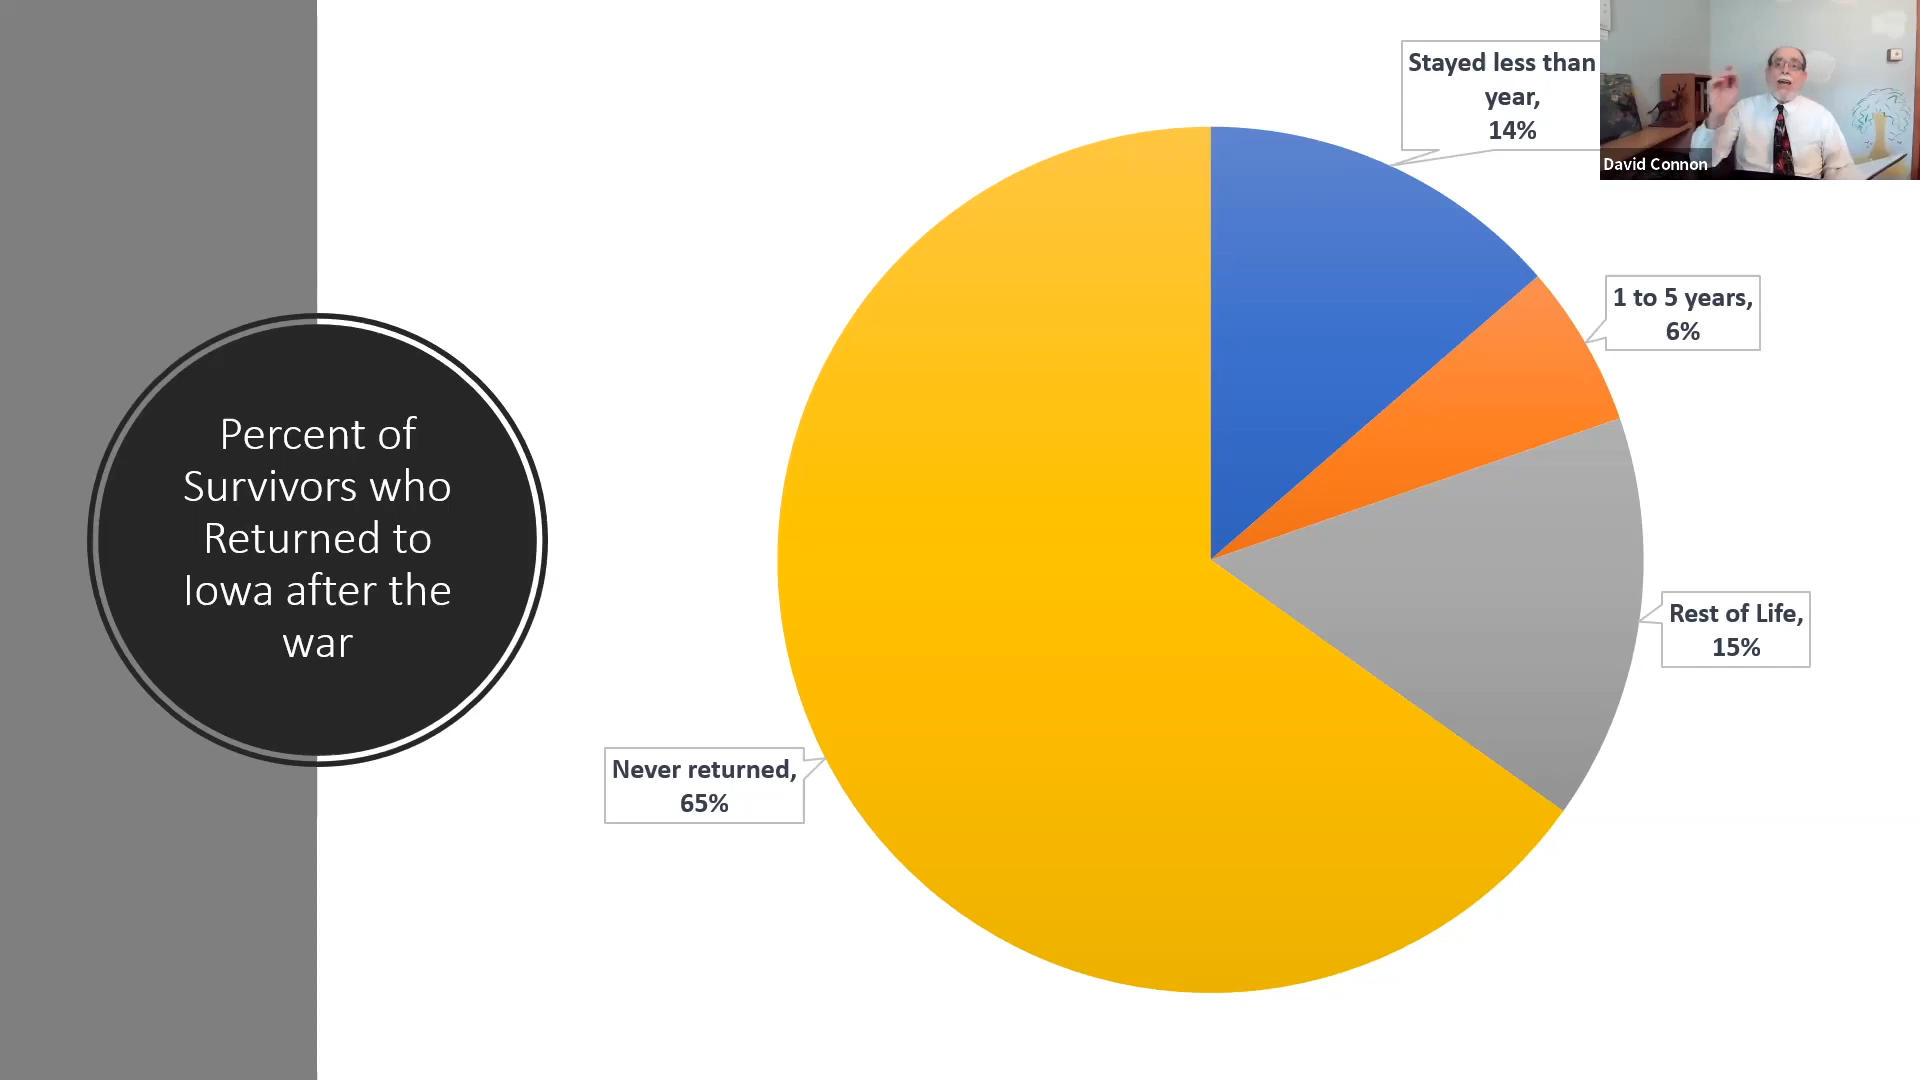 Percent of
Survivors who
Returned to
Iowa after the
war
Stayed less than
year,
14%
1 to 5 years,
6%
Rest of Life,
15%
Never returned,
65%
David Connon